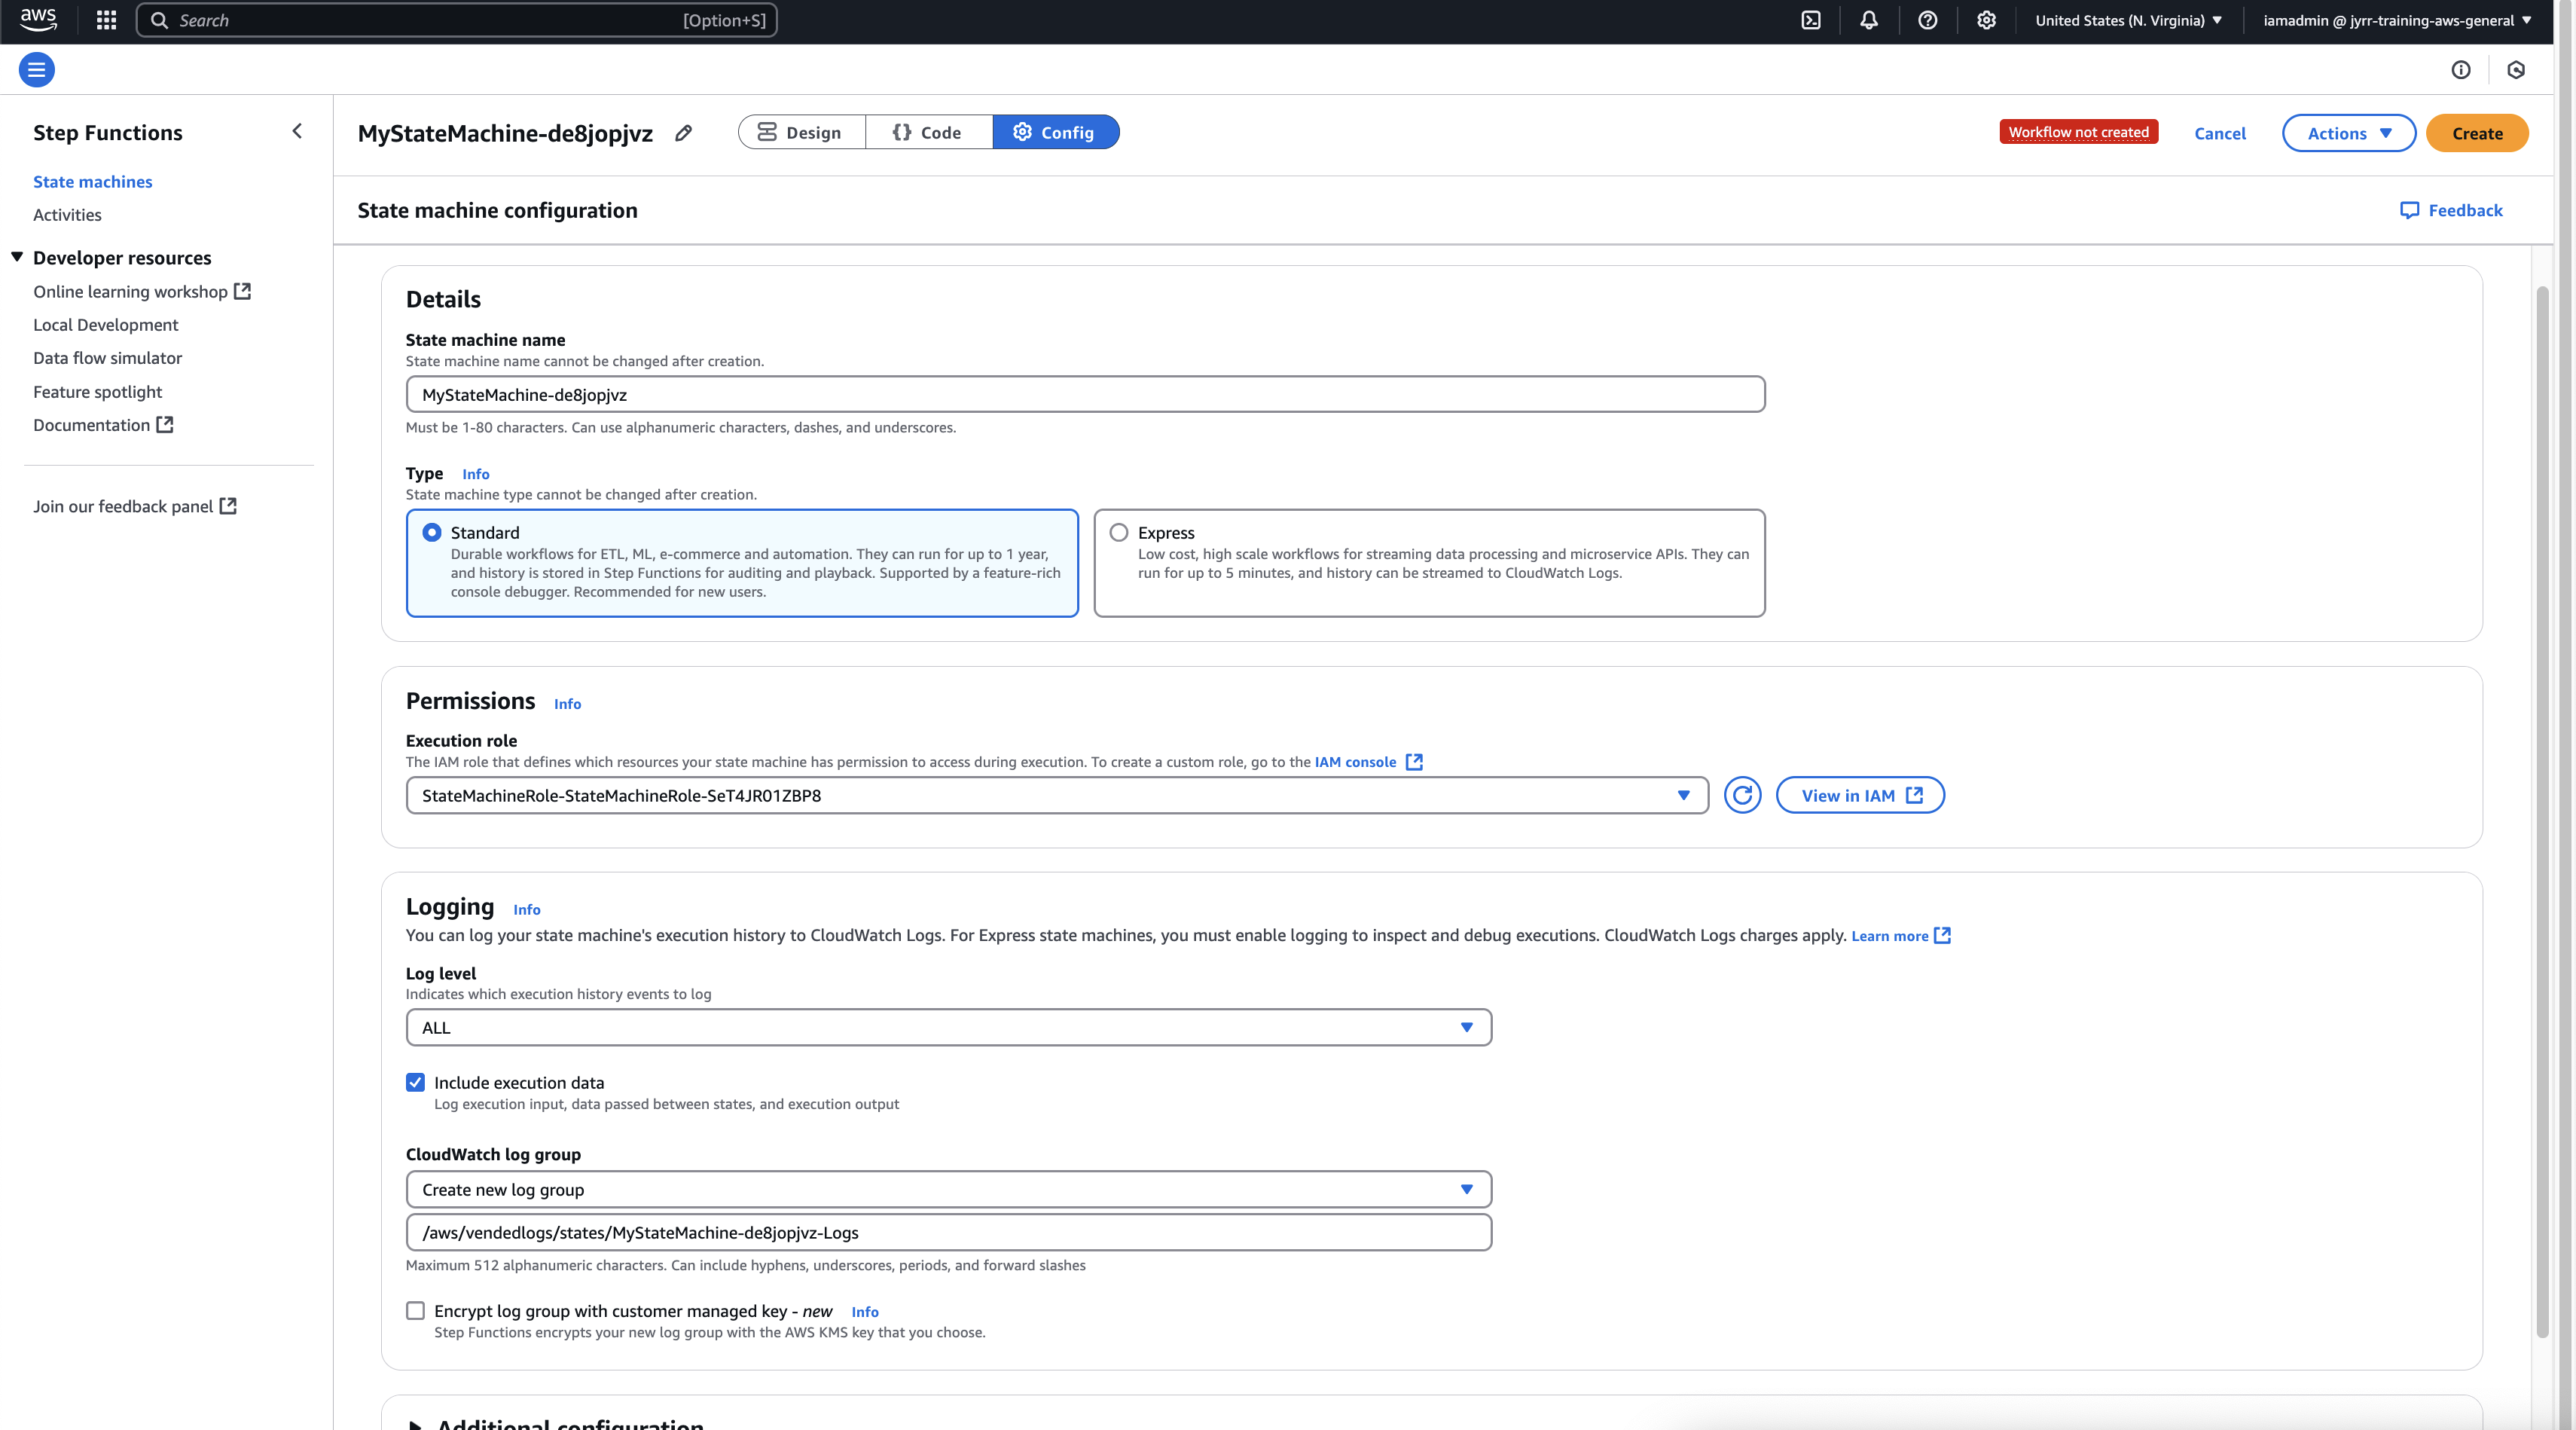 aws
Search
[Option+S]
United States (N. Virginia)
iamadmin @ jyrr-training-aws-general
Step Functions
State machines
Activities
Developer resources
Online learning workshop
Local Development
Data flow simulator
Feature spotlight
Documentation
Join our feedback panel
MyStateMachine-de8jopjvz
Design
{} Code
Config
Workflow not created
Cancel
Actions
Create
State machine configuration
Feedback
Details
State machine name
State machine name cannot be changed after creation.
MyStateMachine-de8jopjvz
Must be 1-80 characters. Can use alphanumeric characters, dashes, and underscores.
Type Info
State machine type cannot be changed after creation.
Standard
Durable workflows for ETL, ML, e-commerce and automation. They can run for up to 1 year,
and history is stored in Step Functions for auditing and playback. Supported by a feature-rich
console debugger. Recommended for new users.
Express
Low cost, high scale workflows for streaming data processing and microservice APIs. They can
run for up to 5 minutes, and history can be streamed to CloudWatch Logs.
Permissions Info
Execution role
The IAM role that defines which resources your state machine has permission to access during execution. To create a custom role, go to the IAM console
StateMachineRole-StateMachineRole-SeT4JR01ZBP8
View in IAM
Logging Info
You can log your state machine's execution history to CloudWatch Logs. For Express state machines, you must enable logging to inspect and debug executions. CloudWatch Logs charges apply. Learn more
Log level
Indicates which execution history events to log
ALL
Include execution data
Log execution input, data passed between states, and execution output
CloudWatch log group
Create new log group
/aws/vendedlogs/states/MyStateMachine-de8jopjvz-Logs
Maximum 512 alphanumeric characters. Can include hyphens, underscores, periods, and forward slashes
Encrypt log group with customer managed key - new Info
Step Functions encrypts your new log group with the AWS KMS key that you choose.
Additional configuration